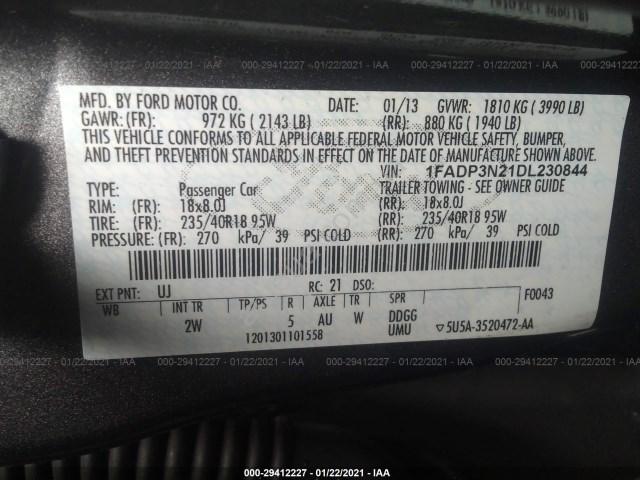 000-29412227 - 01/22/2021 - IAA
MFD. BY FORD MOTOR CO. DATE: 01/13 GVWR: 1810 KG ( 3990 LB)
GAWR: (FR): 972 KG ( 2143 LB) (RR): 880 KG ( 1940 LB)
THIS VEHICLE CONFORMS TO ALL APPLICABLE FEDERAL MOTOR VEHICLE SAFETY, BUMPER,
AND THEFT PREVENTION STANDARDS IN EFFECT ON THE DATE OF MANUFACTURE SHOWN ABOVE.
VIN: 1FADP3N21DL230844
TYPE: Passenger Car TRAILER TOWING - SEE OWNER GUIDE
RIM: (FR): 18x8.0J (RR): 18x8.0J
TIRE: (FR): 235/40R18 95W (RR): 235/40R18 95W
PRESSURE: (FR): 270 kPa/ 39 PSI COLD (RR): 270 kPa/ 39 PSI COLD
EXT PNT: UJ RC: 21 DSO: F0043
WB INT TR TP/PS R AXLE TR SPR
2W 5 AU W DDGG
1201301101558 UMU ▽5U5A-3520472-AA
000-29412227 - 01/22/2021 - IAA